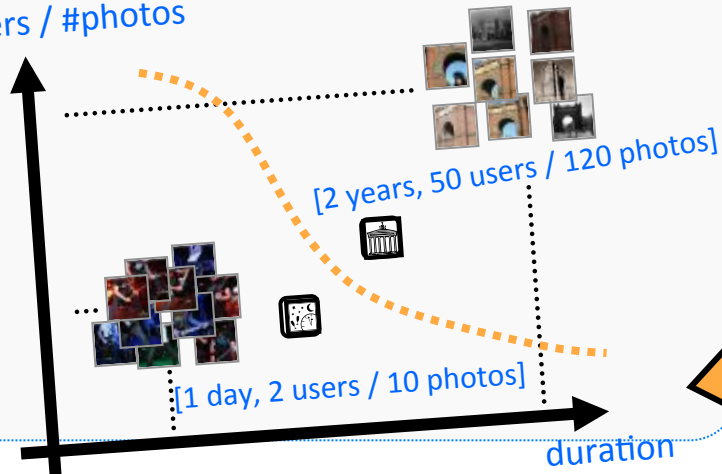 ers / #photos
[2 years, 50 users / 120 photos]
[1 day, 2 users / 10 photos]
duration